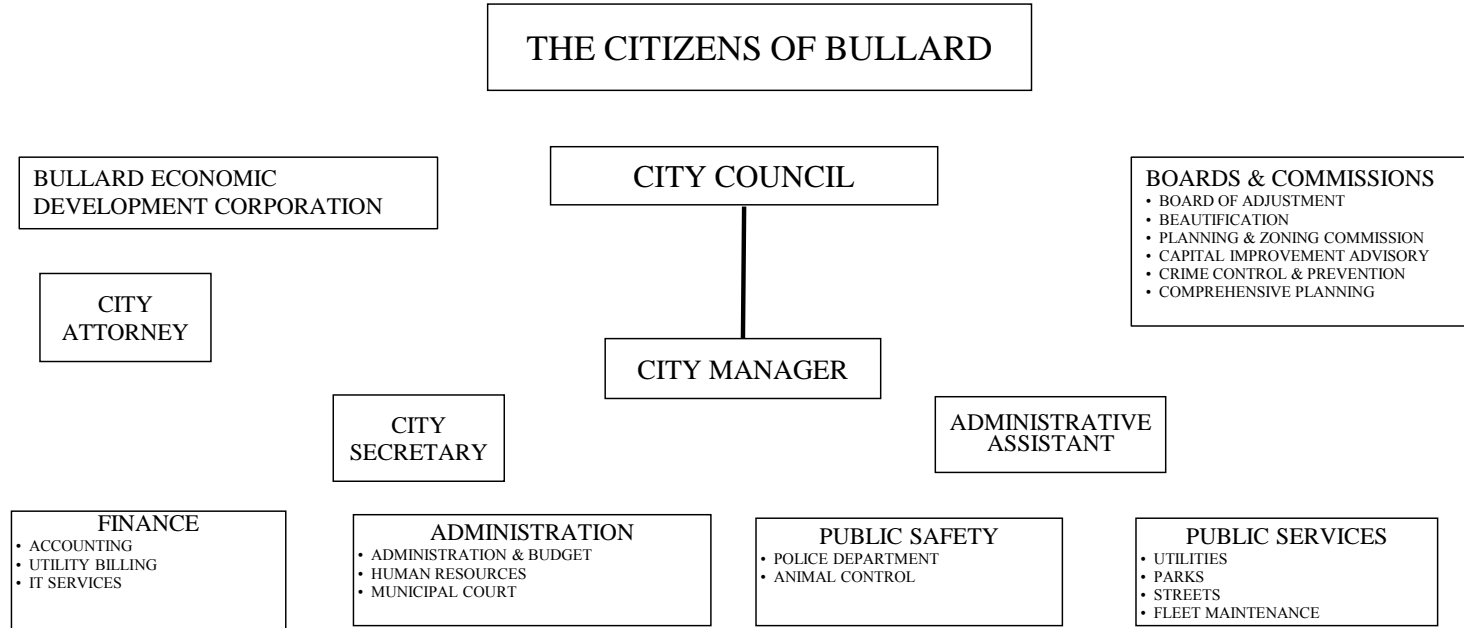 THE CITIZENS OF BULLARD
BULLARD ECONOMIC
DEVELOPMENT CORPORATION
CITY COUNCIL
BOARDS & COMMISSIONS
• BOARD OF ADJUSTMENT
• BEAUTIFICATION
• PLANNING & ZONING COMMISSION
• CAPITAL IMPROVEMENT ADVISORY
• CRIME CONTROL & PREVENTION
• COMPREHENSIVE PLANNING
CITY
ATTORNEY
CITY MANAGER
CITY
SECRETARY
ADMINISTRATIVE
ASSISTANT
FINANCE
• ACCOUNTING
• UTILITY BILLING
• IT SERVICES
ADMINISTRATION
• ADMINISTRATION & BUDGET
• HUMAN RESOURCES
• MUNICIPAL COURT
PUBLIC SAFETY
• POLICE DEPARTMENT
• ANIMAL CONTROL
PUBLIC SERVICES
• UTILITIES
• PARKS
• STREETS
• FLEET MAINTENANCE